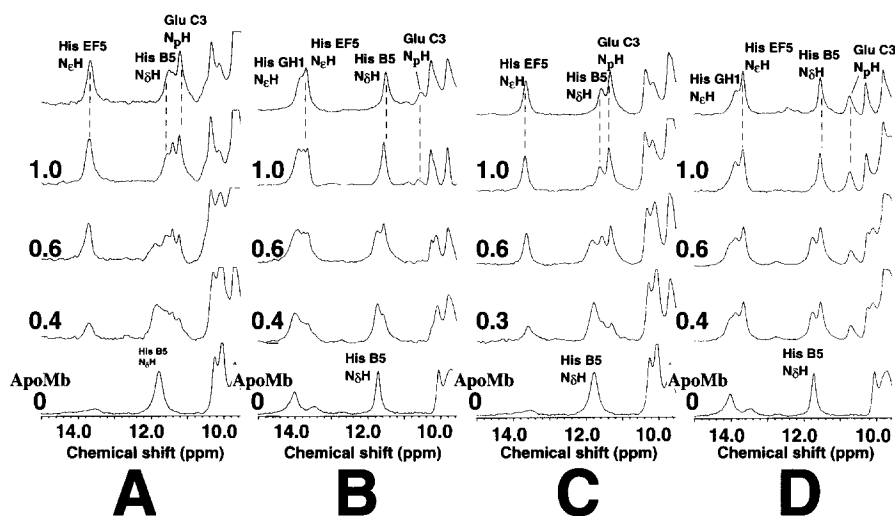 Glu C3
NpH
His EF5
NεH
His B5
NδH
1.0
0.6
0.4
His B5
NδH
ApoMb
0
14.0 12.0 10.0
Chemical shift (ppm)
A
His GH1
NεH
His EF5
NεH
His B5
NδH
Glu C3
NpH
1.0
0.6
0.4
His B5
NδH
ApoMb
0
14.0 12.0 10.0
Chemical shift (ppm)
B
His EF5
NεH
Glu C3
NpH
His B5
NδH
1.0
0.6
0.3
His B5
NδH
ApoMb
0
14.0 12.0 10.0
Chemical shift (ppm)
C
His GH1
NεH
His EF5
NεH
His B5
NδH
Glu C3
NpH
1.0
0.6
0.4
His B5
NδH
ApoMb
0
14.0 12.0 10.0
Chemical shift (ppm)
D